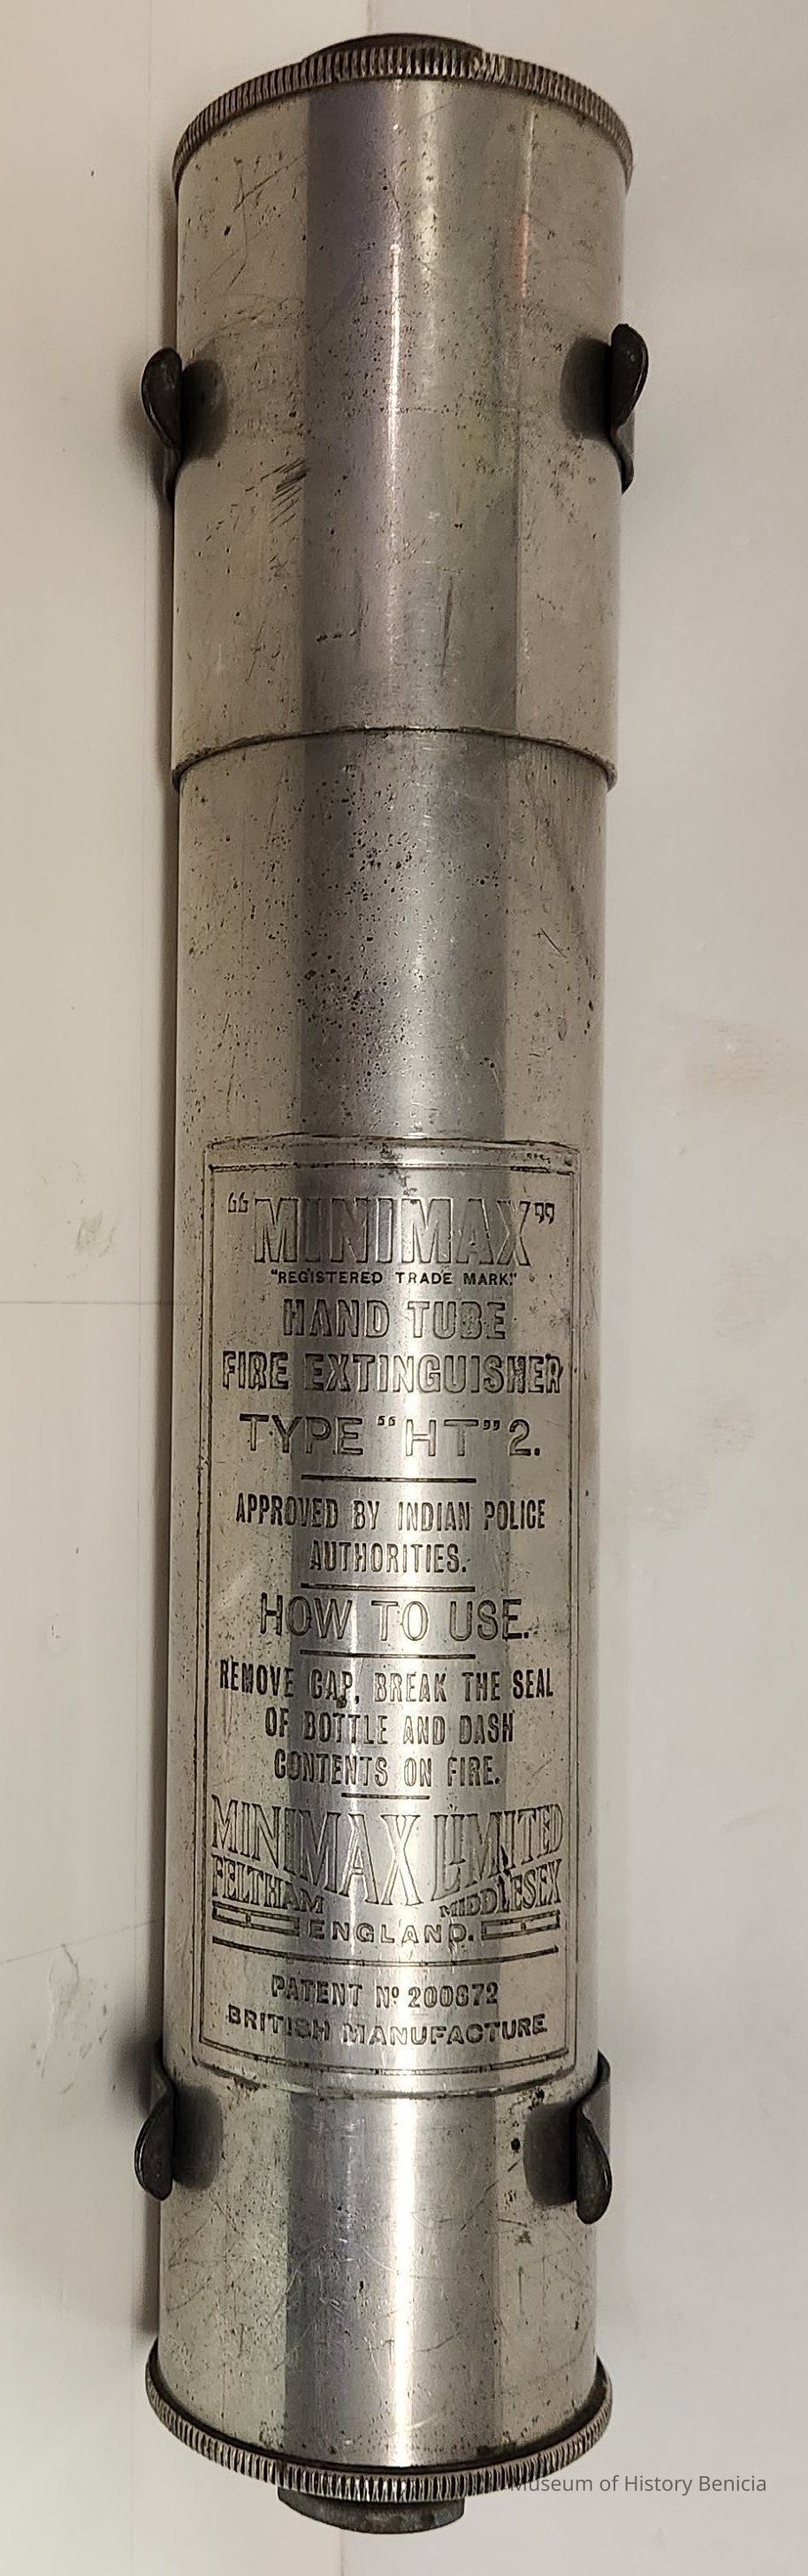 “MINIMAX”
“REGISTERED TRADE MARK.”
HAND TUBE
FIRE EXTINGUISHER
TYPE “HT” 2.
APPROVED BY INDIAN POLICE
AUTHORITIES.
HOW TO USE.
REMOVE CAP, BREAK THE SEAL
OF BOTTLE AND DASH
CONTENTS ON FIRE.
MINIMAX LIMITED
FELTHAM MIDDLESEX
ENGLAND.
PATENT Nº 200672
BRITISH MANUFACTURE
Museum of History Benicia